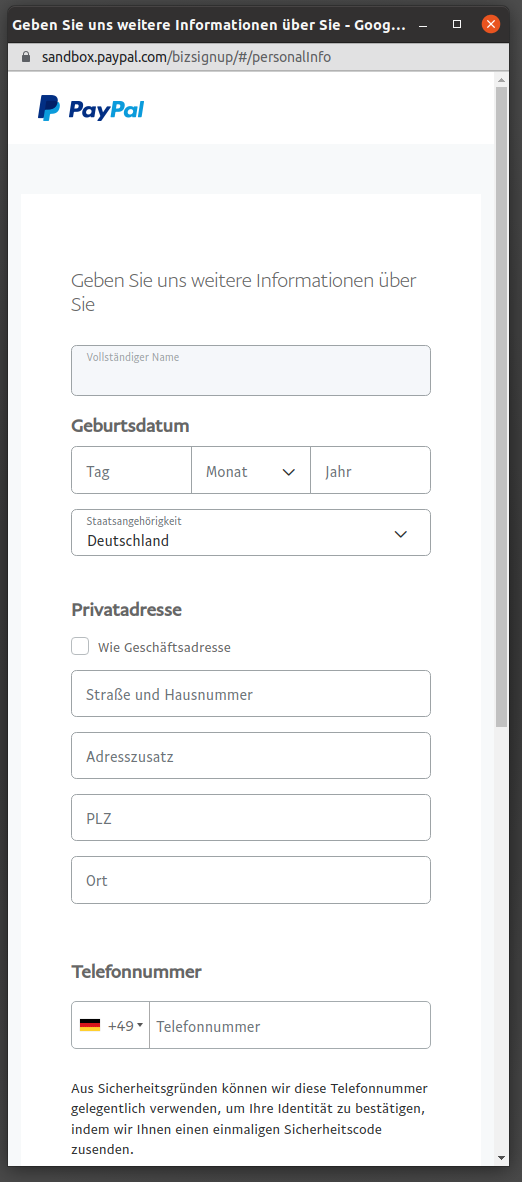 Geben Sie uns weitere Informationen über Sie - Goog...
sandbox.paypal.com/bizsignup/#/personalInfo
PayPal
Geben Sie uns weitere Informationen über
Sie
Vollständiger Name
Geburtsdatum
Tag
Monat
Jahr
Staatsangehörigkeit
Deutschland
Privatadresse
Wie Geschäftsadresse
Straße und Hausnummer
Adresszusatz
PLZ
Ort
Telefonnummer
+49
Telefonnummer
Aus Sicherheitsgründen können wir diese Telefonnummer
gelegentlich verwenden, um Ihre Identität zu bestätigen,
indem wir Ihnen einen einmaligen Sicherheitscode
zusenden.